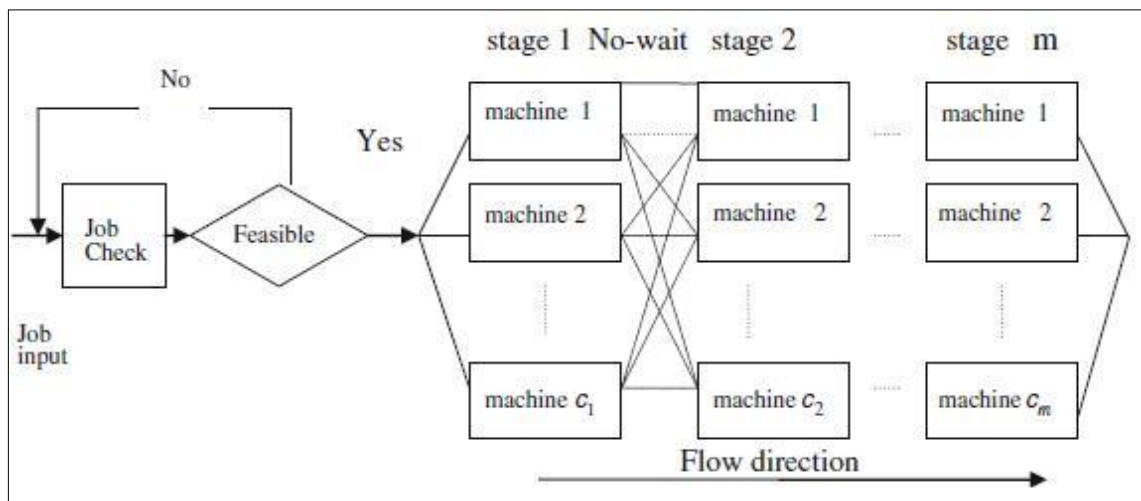 stage 1 No-wait stage 2 stage m
No
machine 1 machine 1 machine 1
Yes
Job
Check
Feasible
machine 2 machine 2 machine 2
Job
input
machine c₁ machine c₂ machine cₘ
Flow direction